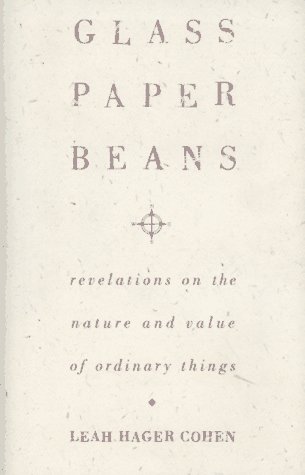 GLASS
PAPER
BEANS
revelations on the
nature and value
of ordinary things
LEAH HAGER COHEN